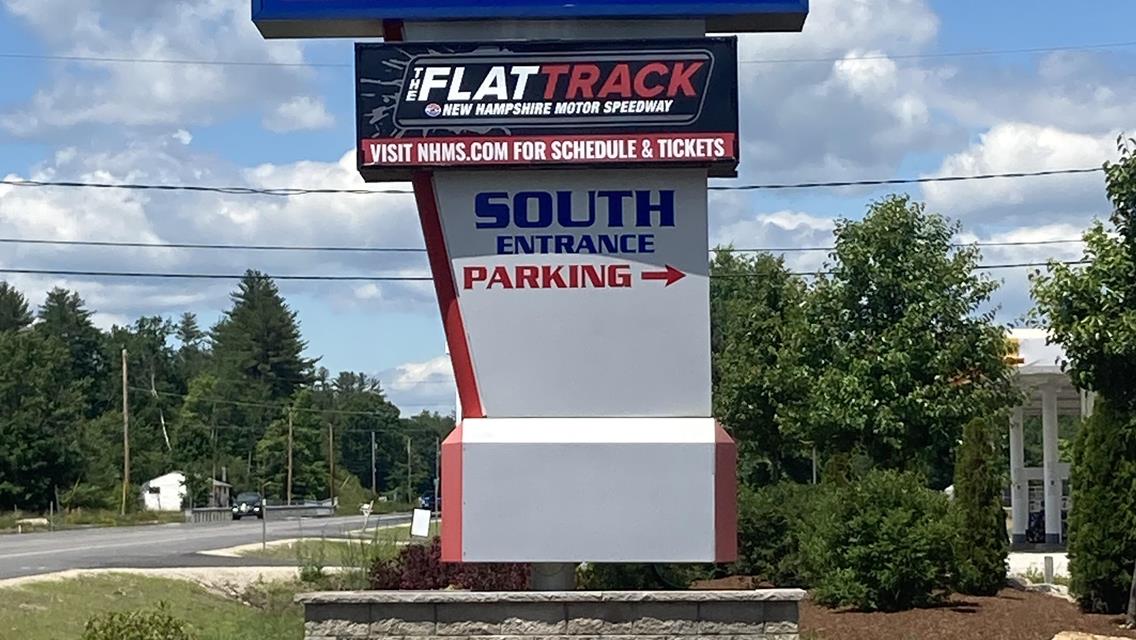 THE FLAT TRACK
NEW HAMPSHIRE MOTOR SPEEDWAY
VISIT NHMS.COM FOR SCHEDULE & TICKETS
SOUTH
ENTRANCE
PARKING